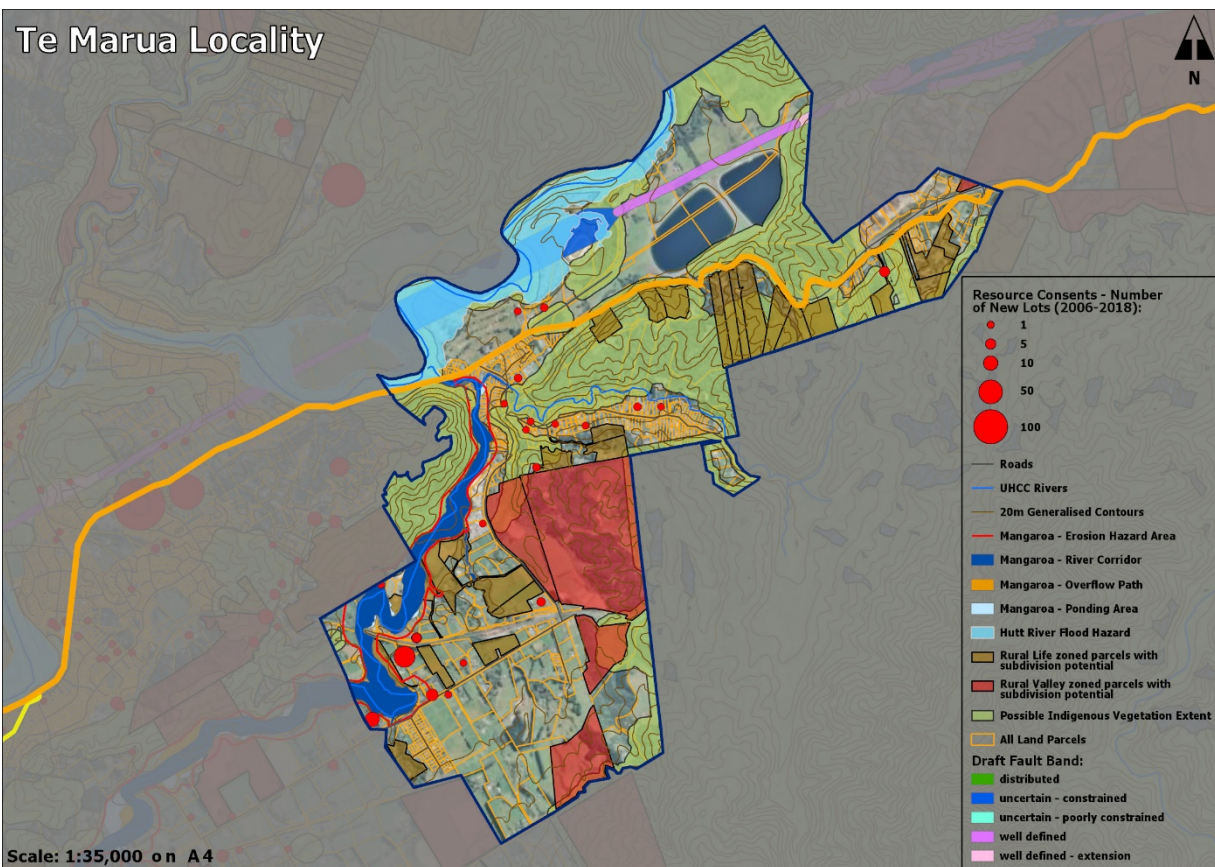 Te Marua Locality
N
Resource Consents - Number
of New Lots (2006-2018):
1
5
10
50
100
Roads
UHCC Rivers
20m Generalised Contours
Mangaroa - Erosion Hazard Area
Mangaroa - River Corridor
Mangaroa - Overflow Path
Mangaroa - Ponding Area
Hutt River Flood Hazard
Rural Life zoned parcels with
subdivision potential
Rural Valley zoned parcels with
subdivision potential
Possible Indigenous Vegetation Extent
All Land Parcels
Draft Fault Band:
distributed
uncertain - constrained
uncertain - poorly constrained
well defined
well defined - extension
Scale: 1:35,000 on A4